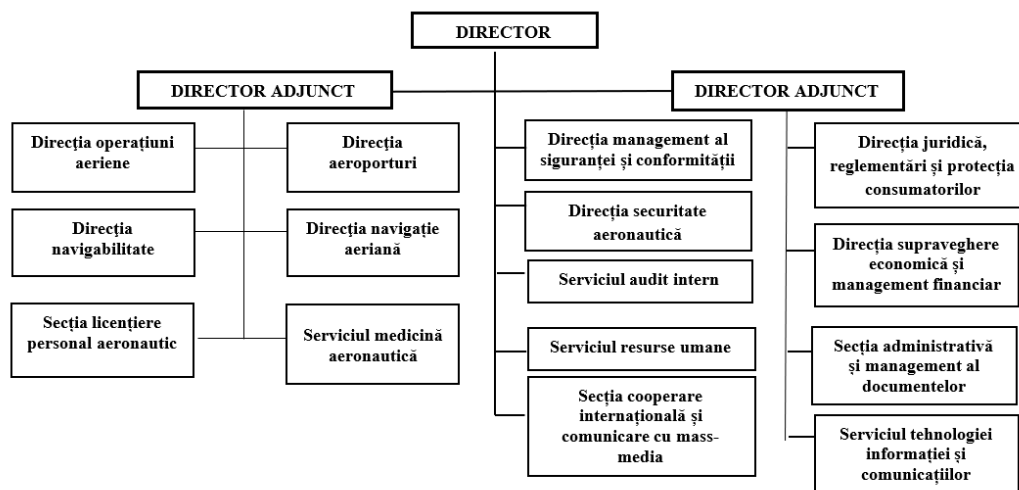 DIRECTOR
DIRECTOR ADJUNCT
DIRECTOR ADJUNCT
Direcția operațiuni
aeriene
Direcția
aeroporturi
Direcţia
navigabilitate
Direcția navigație
aeriană
Secția licențiere
personal aeronautic
Serviciul medicină
aeronautică
Direcția management al
siguranței și conformității
Direcția securitate
aeronautică
Serviciul audit intern
Serviciul resurse umane
Secția cooperare
internațională și
comunicare cu mass-
media
Direcția juridică,
reglementări și protecția
consumatorilor
Direcția supraveghere
economică și
management financiar
Secția administrativă
și management al
documentelor
Serviciul tehnologiei
informației și
comunicațiilor